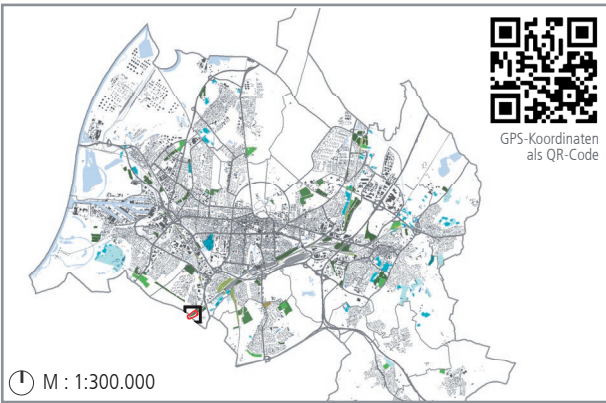 GPS-Koordinaten
als QR-Code
M : 1:300.000